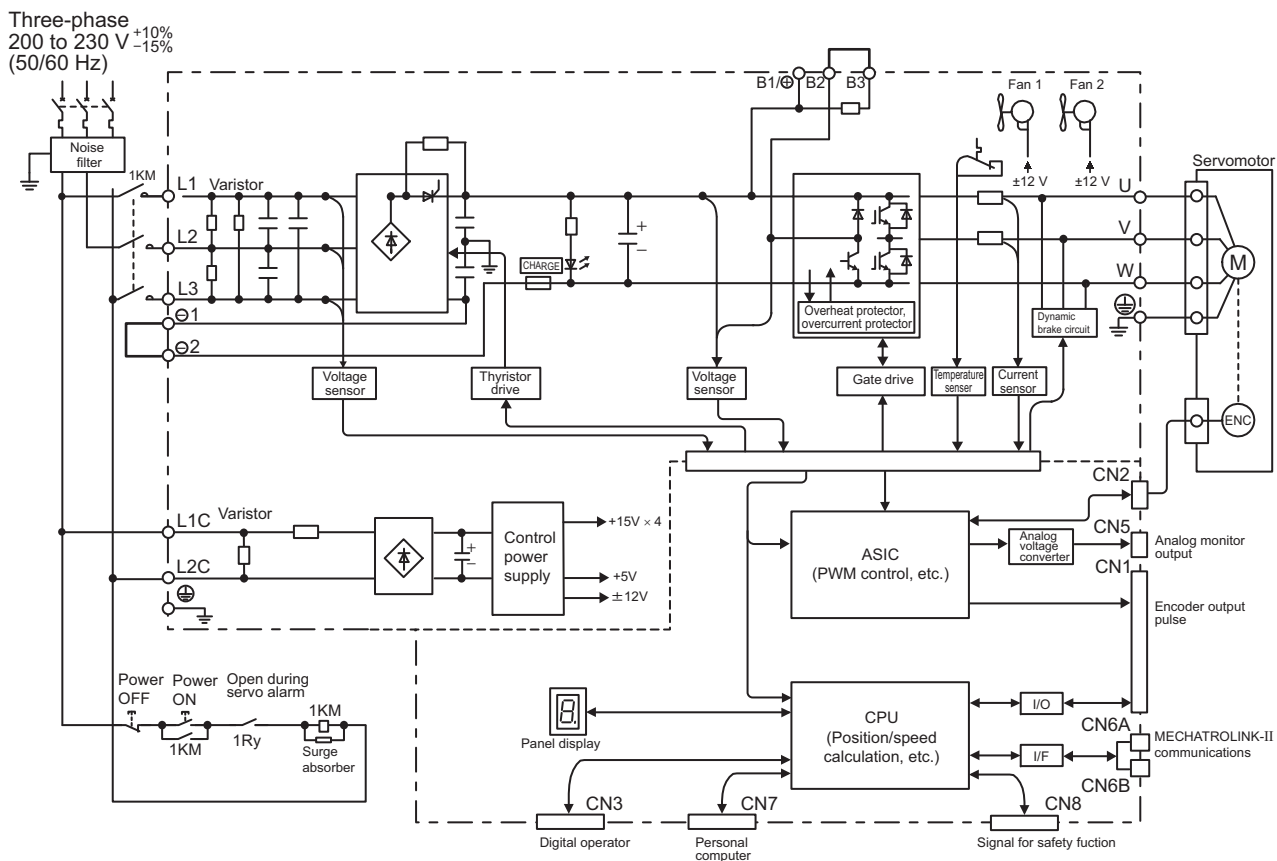 Three-phase
200 to 230 V +10% −15%
(50/60 Hz)
Noise
filter
1KM
L1
Varistor
L2
L3
⊖1
⊖2
CHARGE
+
−
B1/⊕
B2
B3
Fan 1
Fan 2
±12 V
±12 V
Overheat protector,
overcurrent protector
U
V
W
Servomotor
M
ENC
Dynamic
brake circuit
Voltage
sensor
Thyristor
drive
Voltage
sensor
Gate drive
Temperature
senser
Current
sensor
L1C
Varistor
L2C
+
−
Control
power
supply
+15V × 4
+5V
±12V
ASIC
(PWM control, etc.)
Analog
voltage
converter
CN2
CN5
Analog monitor
output
CN1
Encoder output
pulse
Power
OFF
Power
ON
Open during
servo alarm
1KM
1KM
1Ry
Surge
absorber
8.
Panel display
CPU
(Position/speed
calculation, etc.)
I/O
I/F
CN6A
MECHATROLINK-II
communications
CN6B
CN3
Digital operator
CN7
Personal
computer
CN8
Signal for safety fuction